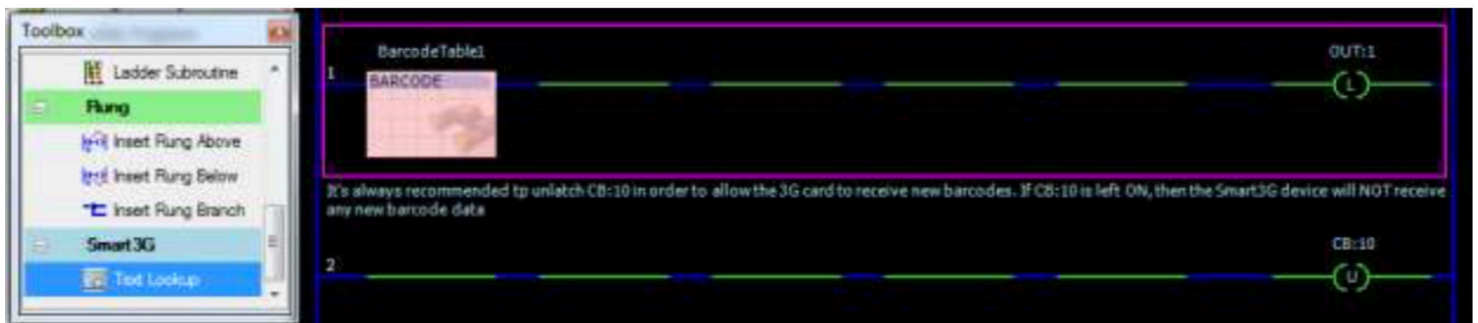 Toolbox
Ladder Subroutine
Rung
Insert Rung Above
Insert Rung Below
Insert Rung Branch
Smart3G
Text Lookup
BarcodeTable1
OUT:1
1
BARCODE
(L)
It's always recommended tp unlatch CB:10 in order to allow the 3G card to receive new barcodes. If CB:10 is left ON, then the Smart3G device will NOT receive
any new barcode data
CB:10
2
(U)